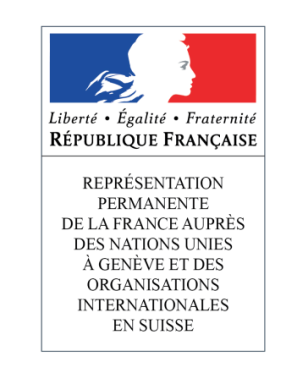 Liberté • Égalité • Fraternité
RÉPUBLIQUE FRANÇAISE
REPRÉSENTATION
PERMANENTE
DE LA FRANCE AUPRÈS
DES NATIONS UNIES
À GENÈVE ET DES
ORGANISATIONS
INTERNATIONALES
EN SUISSE